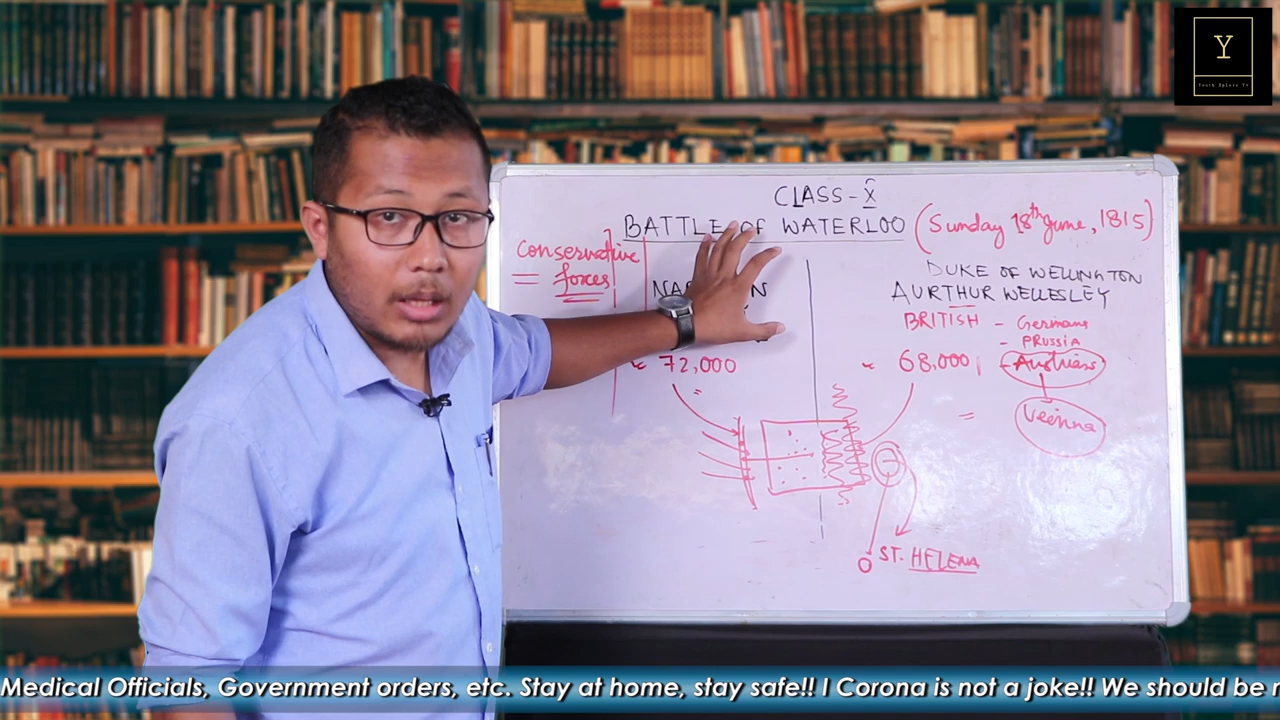 Y
CLASS - X
BATTLE OF WATERLOO (Sunday 18th June, 1815)
Conservative
= forces
DUKE OF WELLINGTON
AURTHUR WELLESLEY
BRITISH - Germans
- PRUSSIA
- Austrians
~ 72,000
~ 68,000
= Veinna
ST. HELENA
Medical Officials, Government orders, etc. Stay at home, stay safe!! I Corona is not a joke!! We should be